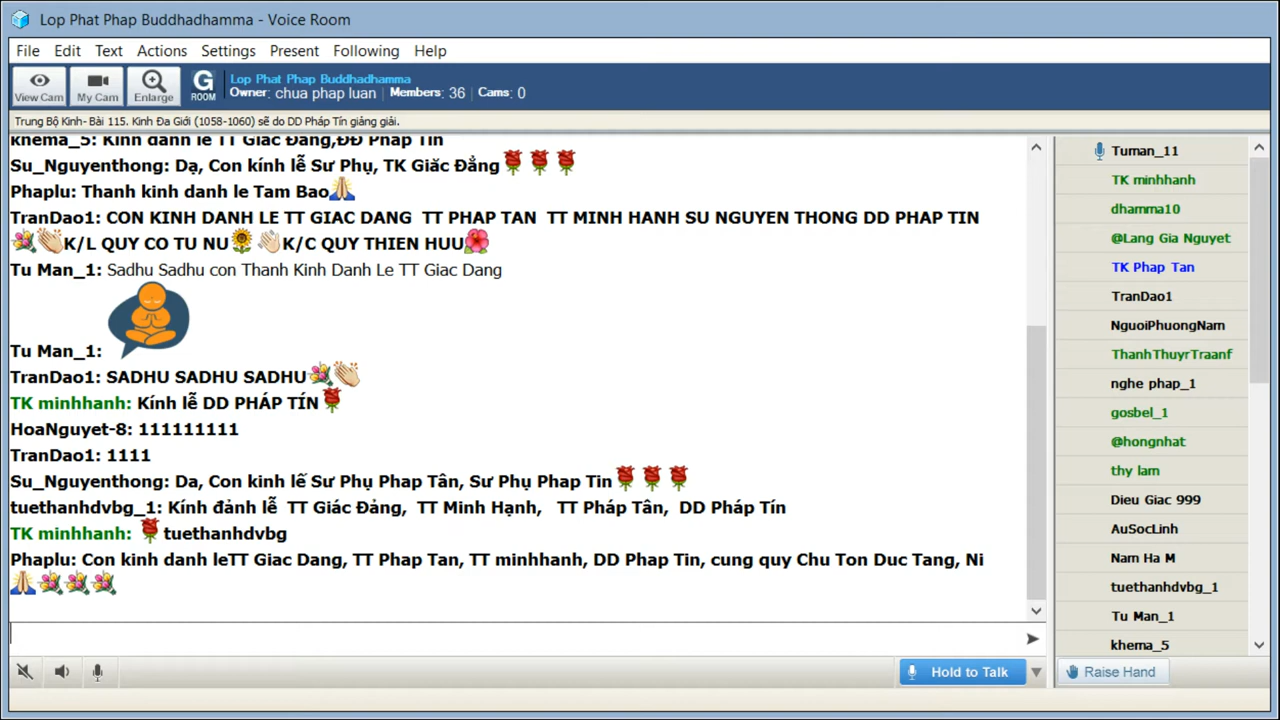 Lop Phat Phap Buddhadhamma - Voice Room
File Edit Text Actions Settings Present Following Help
View Cam
My Cam
Enlarge
G ROOM
Lop Phat Phap Buddhadhamma
Owner: chua phap luan | Members: 36 | Cams: 0
Trung Bộ Kinh- Bài 115. Kinh Đa Giới (1058-1060) sẽ do DD Pháp Tín giảng giải.
khema_5: Kinh danh le TT Giac Đang,ĐĐ Phap Tin
Su_Nguyenthong: Dạ, Con kính lễ Sư Phụ, TK Giăc Đẳng
Phaplu: Thanh kinh danh le Tam Bao
TranDao1: CON KINH DANH LE TT GIAC DANG TT PHAP TAN TT MINH HANH SU NGUYEN THONG DD PHAP TIN
K/L QUY CO TU NU K/C QUY THIEN HUU
Tu Man_1: Sadhu Sadhu con Thanh Kinh Danh Le TT Giac Dang
Tu Man_1:
TranDao1: SADHU SADHU SADHU
TK minhhanh: Kính lễ DD PHÁP TÍN
HoaNguyet-8: 111111111
TranDao1: 1111
Su_Nguyenthong: Da, Con kinh lế Sư Phụ Phap Tân, Sư Phụ Phap Tin
tuethanhdvbg_1: Kính đảnh lễ TT Giác Đảng, TT Minh Hạnh, TT Pháp Tân, DD Pháp Tín
TK minhhanh: tuethanhdvbg
Phaplu: Con kinh danh leTT Giac Dang, TT Phap Tan, TT minhhanh, DD Phap Tin, cung quy Chu Ton Duc Tang, Ni
Tuman_11
TK minhhanh
dhamma10
@Lang Gia Nguyet
TK Phap Tan
TranDao1
NguoiPhuongNam
ThanhThuyrTraanf
nghe phap_1
gosbel_1
@hongnhat
thy lam
Dieu Giac 999
AuSocLinh
Nam Ha M
tuethanhdvbg_1
Tu Man_1
khema_5
Hold to Talk
Raise Hand